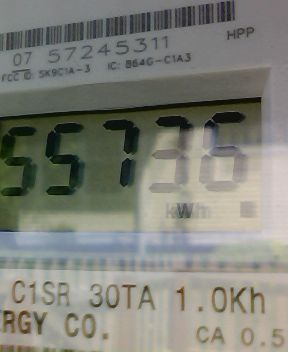 07 57245311
HPP
FCC ID: SK9C1A-3 IC: 864G-C1A3
55736
kWh
C1SR 30TA 1.0Kh
RGY CO.
CA 0.5